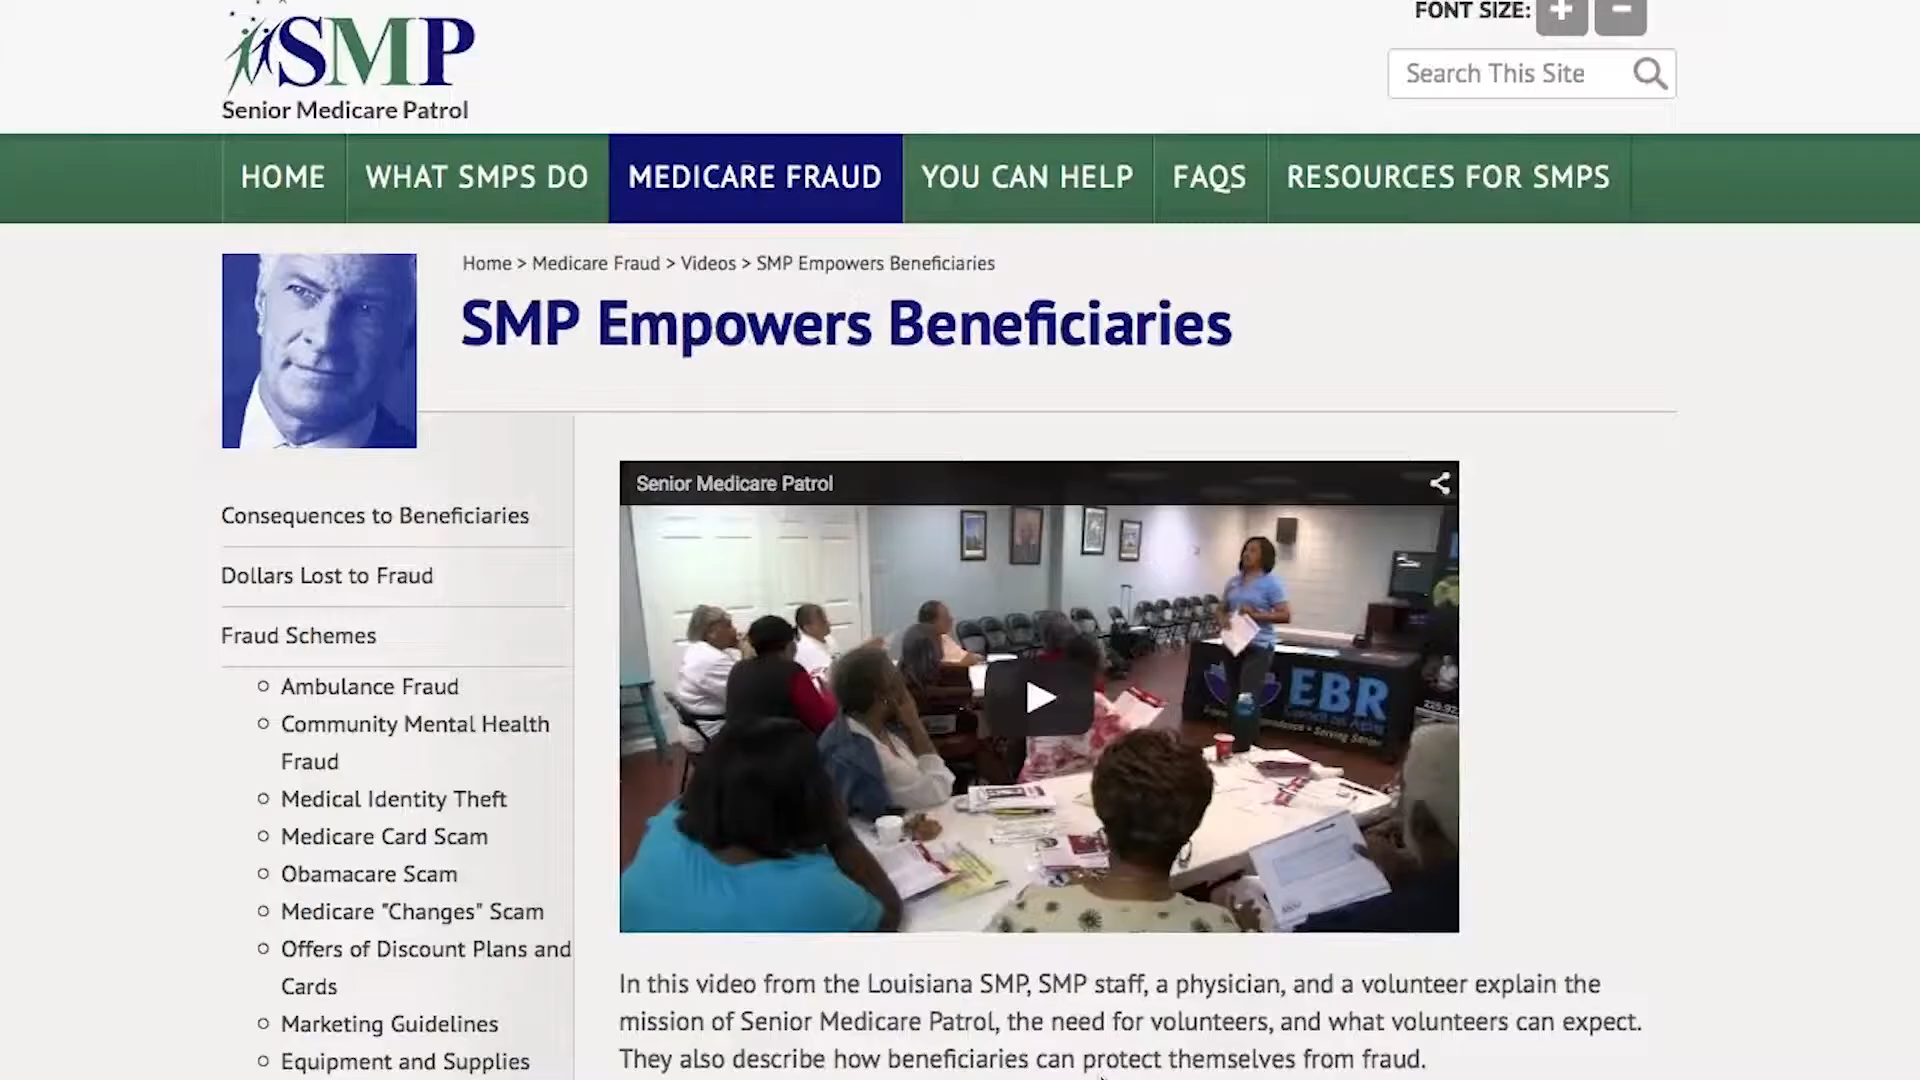 SMP
Senior Medicare Patrol
FONT SIZE: + -
Search This Site
HOME
WHAT SMPS DO
MEDICARE FRAUD
YOU CAN HELP
FAQS
RESOURCES FOR SMPS
Home > Medicare Fraud > Videos > SMP Empowers Beneficiaries
SMP Empowers Beneficiaries
Consequences to Beneficiaries
Dollars Lost to Fraud
Fraud Schemes
Ambulance Fraud
Community Mental Health
Fraud
Medical Identity Theft
Medicare Card Scam
Obamacare Scam
Medicare "Changes" Scam
Offers of Discount Plans and
Cards
Marketing Guidelines
Equipment and Supplies
Senior Medicare Patrol
EBR
In this video from the Louisiana SMP, SMP staff, a physician, and a volunteer explain the
mission of Senior Medicare Patrol, the need for volunteers, and what volunteers can expect.
They also describe how beneficiaries can protect themselves from fraud.